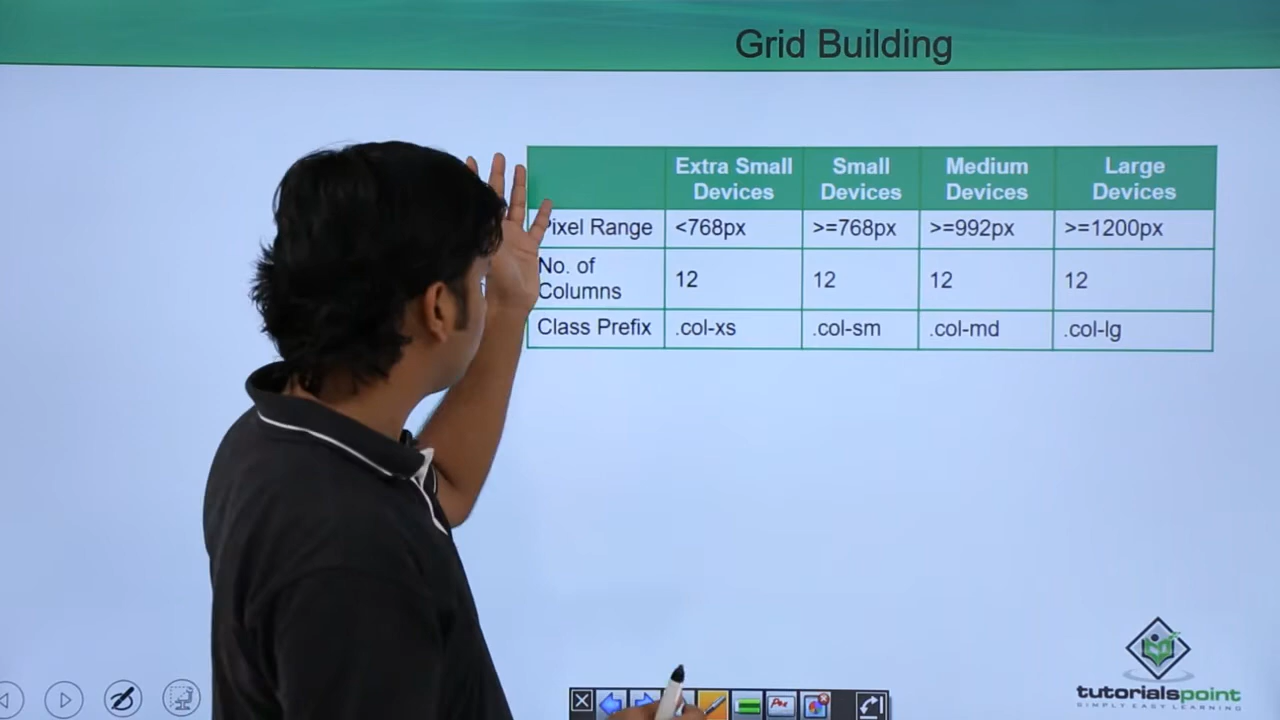 Grid Building
Extra Small Devices Small Devices Medium Devices Large Devices
Pixel Range <768px >=768px >=992px >=1200px
No. of Columns 12 12 12 12
Class Prefix .col-xs .col-sm .col-md .col-lg
tutorialspoint
SIMPLY EASY LEARNING